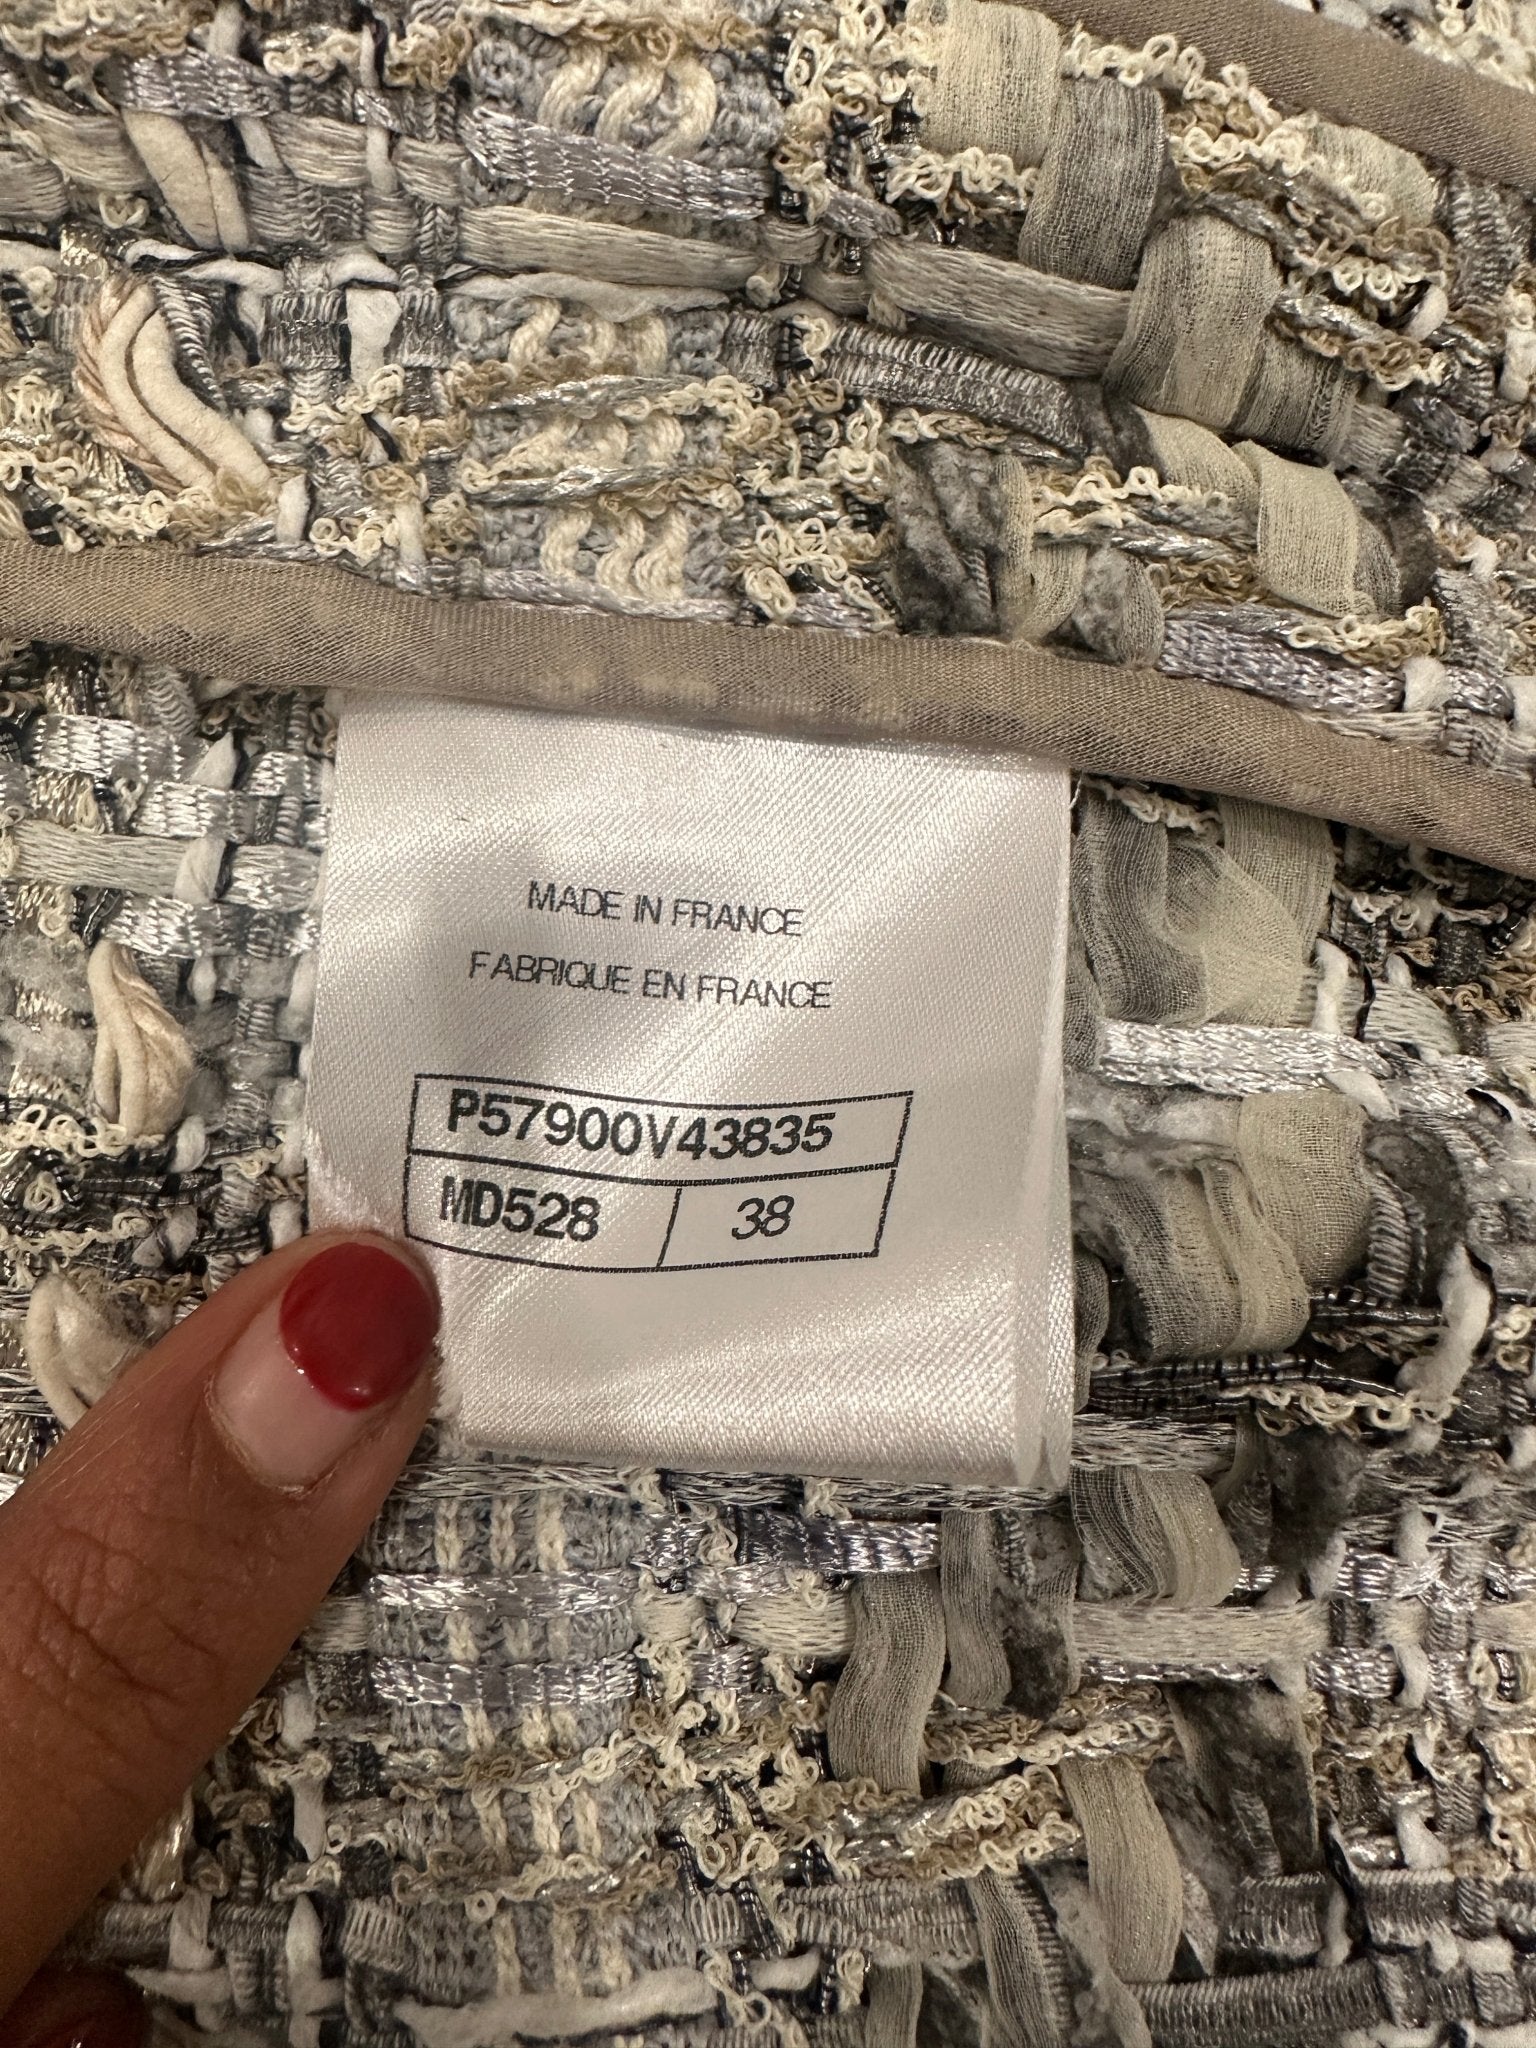 MADE IN FRANCE
FABRIQUE EN FRANCE
P57900V43835
MD528 38